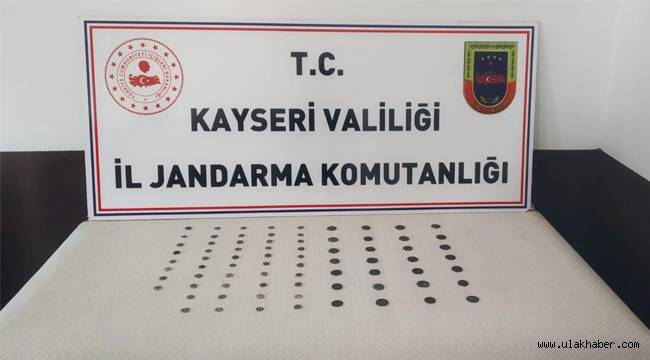 T.C.
KAYSERİ VALİLİĞİ
İL JANDARMA KOMUTANLIĞI
www.ulakhaber.com